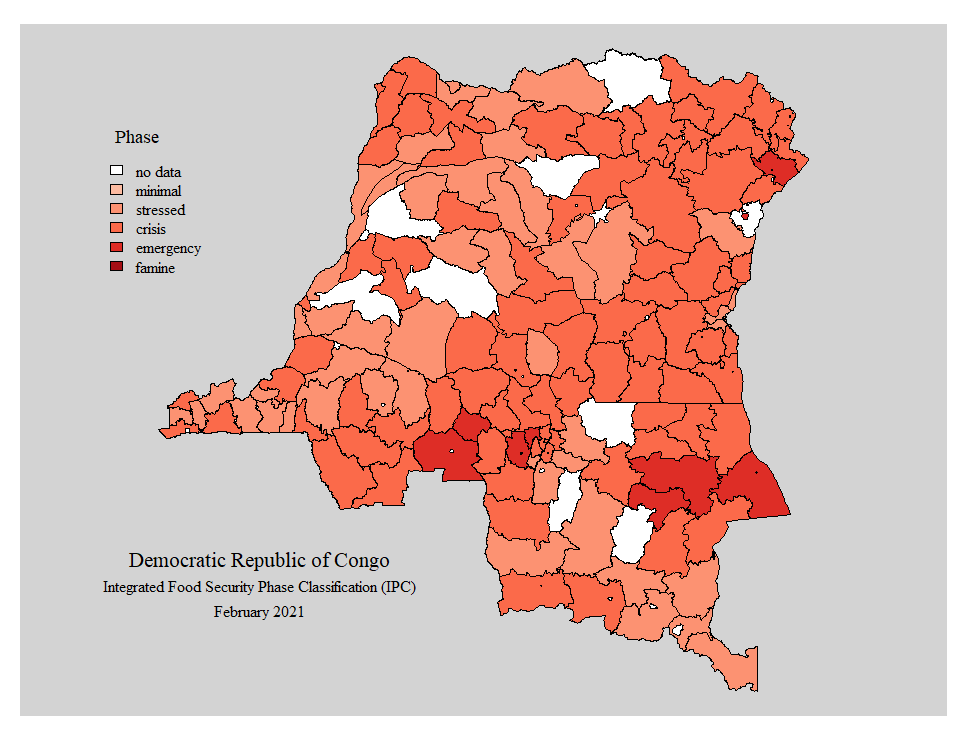 Phase
no data
minimal
stressed
crisis
emergency
famine
Democratic Republic of Congo
Integrated Food Security Phase Classification (IPC)
February 2021